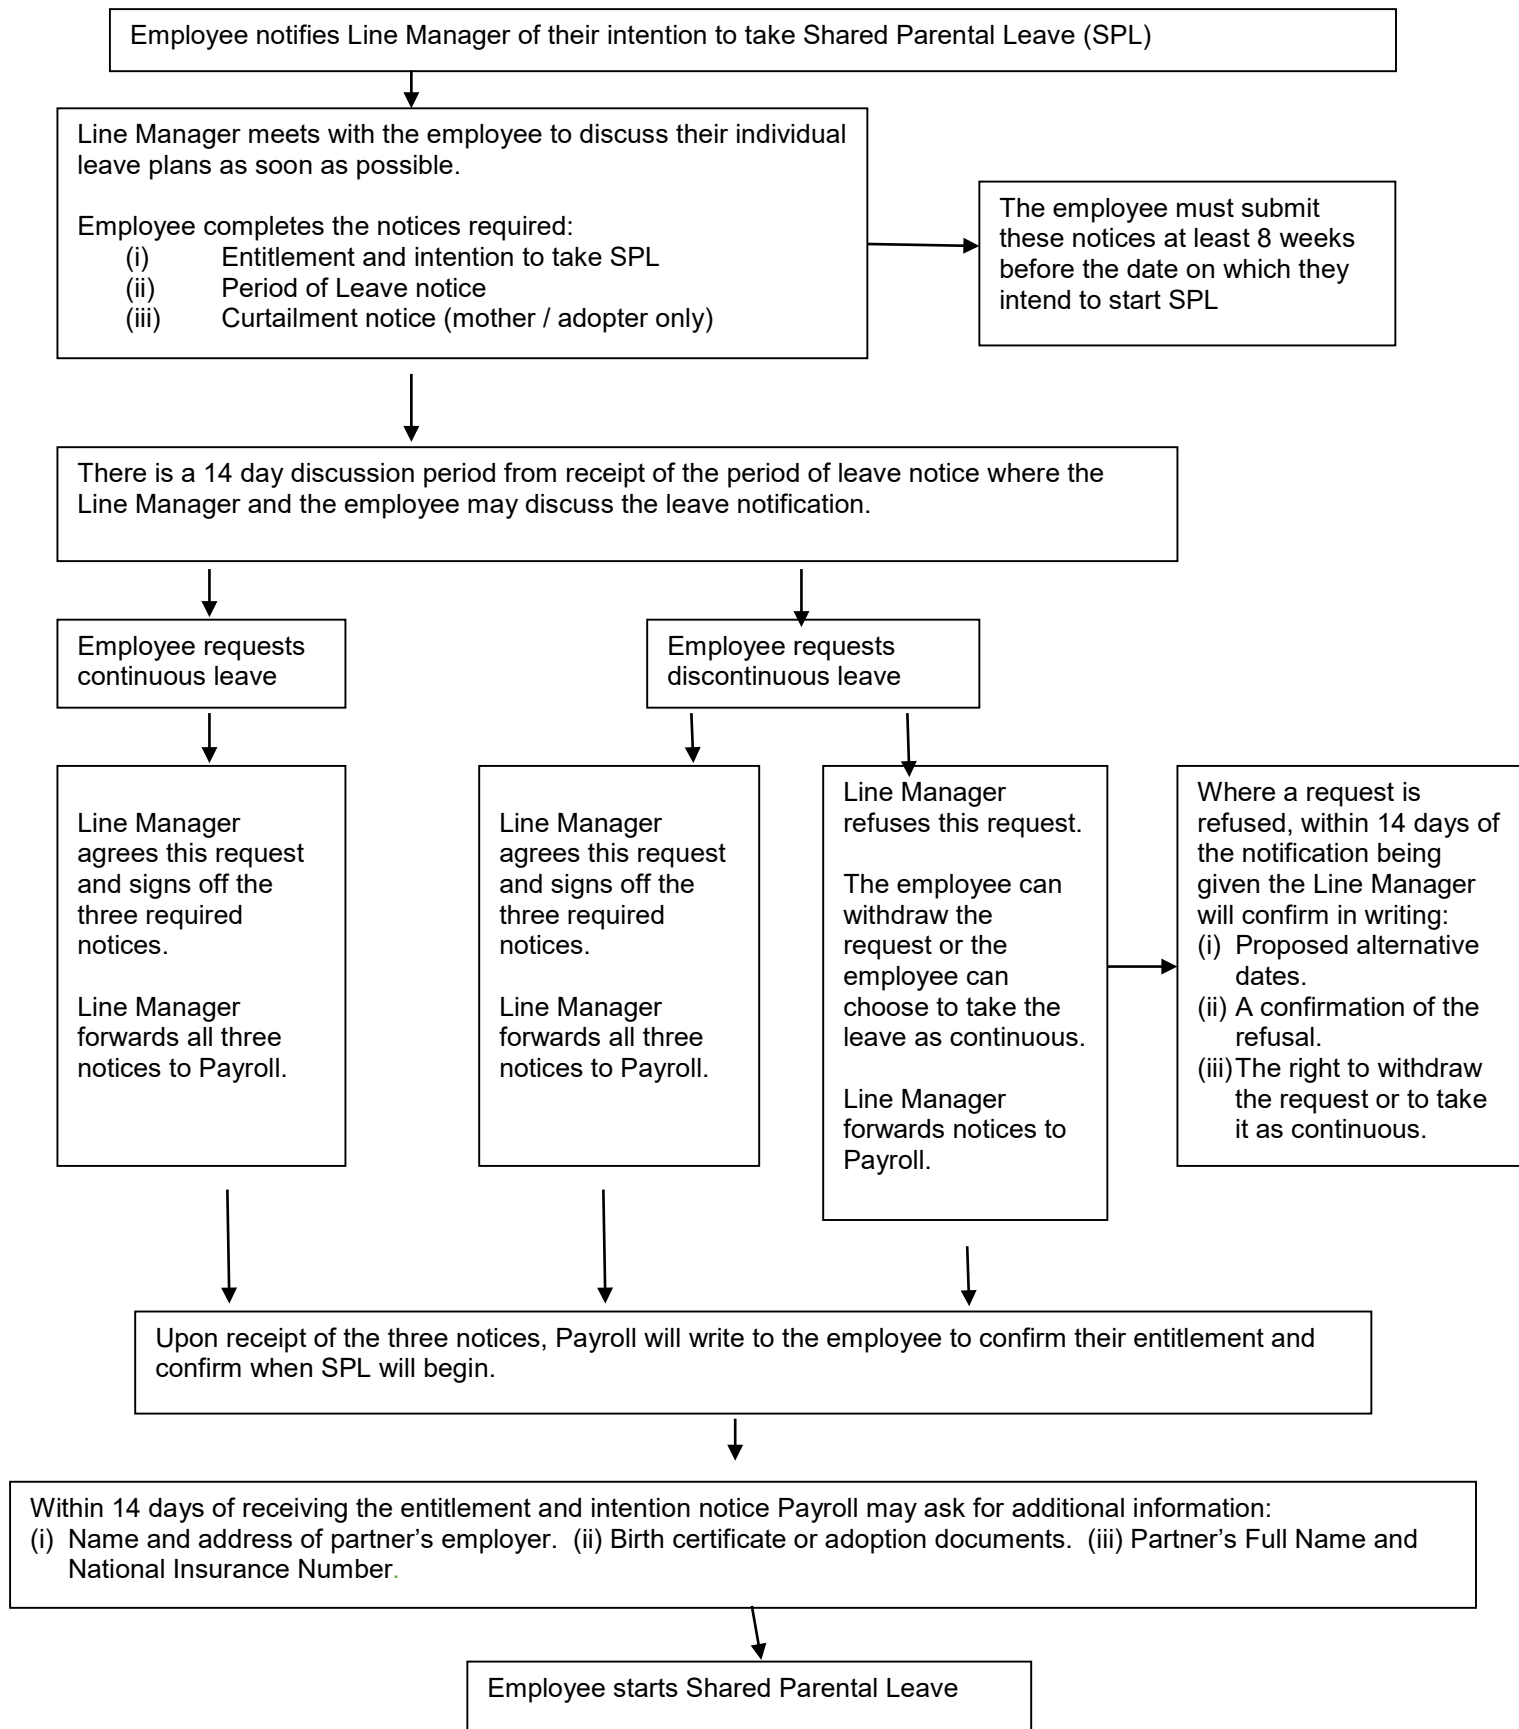 Employee notifies Line Manager of their intention to take Shared Parental Leave (SPL)
Line Manager meets with the employee to discuss their individual
leave plans as soon as possible.
Employee completes the notices required:
(i) Entitlement and intention to take SPL
(ii) Period of Leave notice
(iii) Curtailment notice (mother / adopter only)
The employee must submit
these notices at least 8 weeks
before the date on which they
intend to start SPL
There is a 14 day discussion period from receipt of the period of leave notice where the
Line Manager and the employee may discuss the leave notification.
Employee requests
continuous leave
Employee requests
discontinuous leave
Line Manager
agrees this request
and signs off the
three required
notices.
Line Manager
forwards all three
notices to Payroll.
Line Manager
agrees this request
and signs off the
three required
notices.
Line Manager
forwards all three
notices to Payroll.
Line Manager
refuses this request.
The employee can
withdraw the
request or the
employee can
choose to take the
leave as continuous.
Line Manager
forwards notices to
Payroll.
Where a request is
refused, within 14 days of
the notification being
given the Line Manager
will confirm in writing:
(i) Proposed alternative
dates.
(ii) A confirmation of the
refusal.
(iii) The right to withdraw
the request or to take
it as continuous.
Upon receipt of the three notices, Payroll will write to the employee to confirm their entitlement and
confirm when SPL will begin.
Within 14 days of receiving the entitlement and intention notice Payroll may ask for additional information:
(i) Name and address of partner’s employer. (ii) Birth certificate or adoption documents. (iii) Partner’s Full Name and
National Insurance Number.
Employee starts Shared Parental Leave